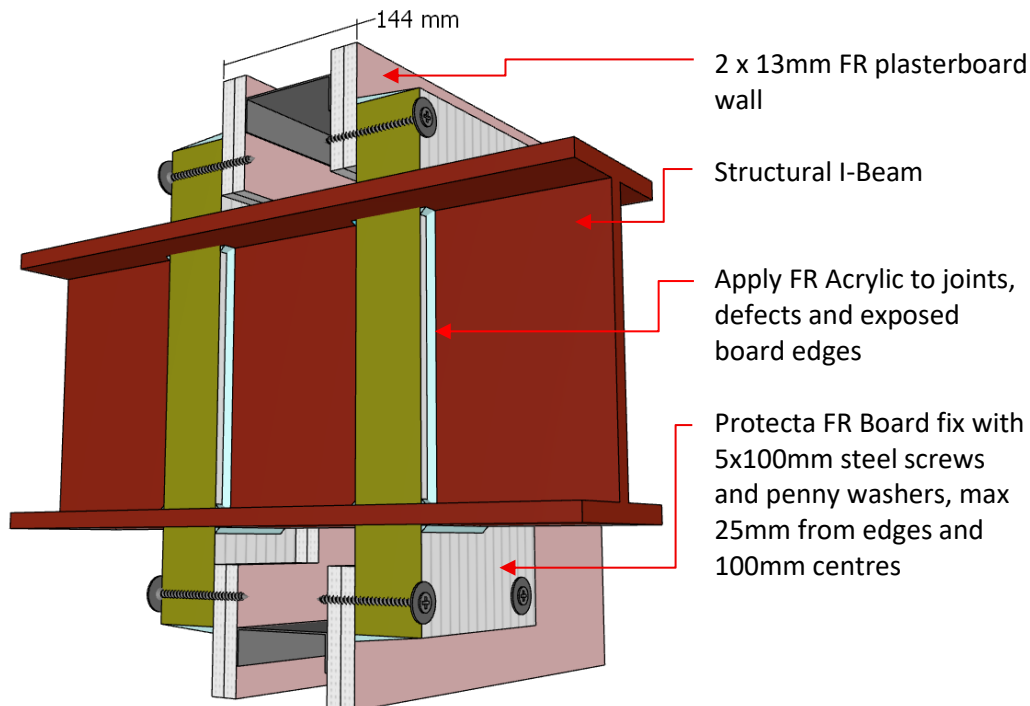 144 mm
2 x 13mm FR plasterboard
wall
Structural I-Beam
Apply FR Acrylic to joints,
defects and exposed
board edges
Protecta FR Board fix with
5x100mm steel screws
and penny washers, max
25mm from edges and
100mm centres